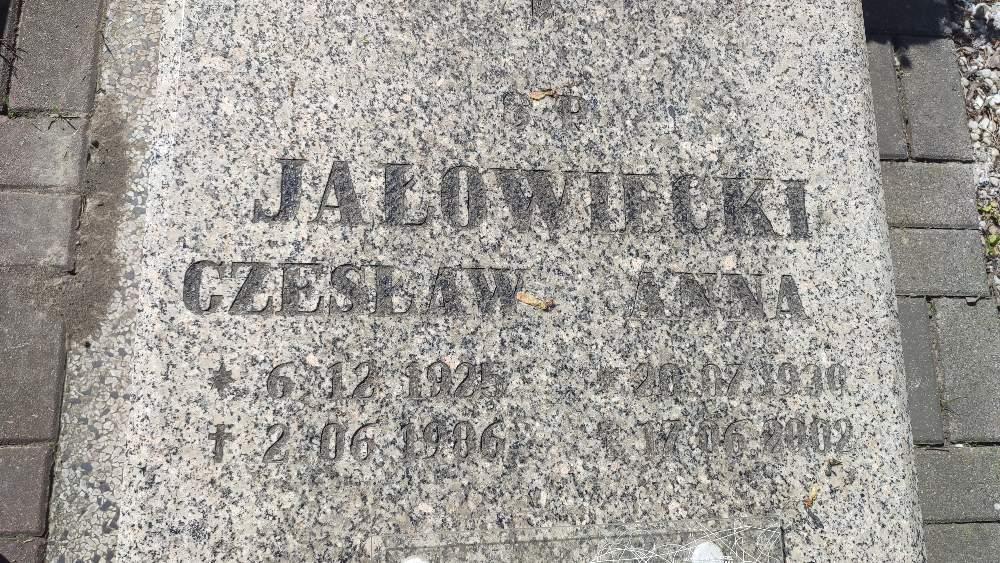 Ś P
JAŁOWIECKI
CZESŁAW ANNA
* 6.12 1925 * 20.07.1930
✝ 2 06 1986 ✝ 17.06.2002